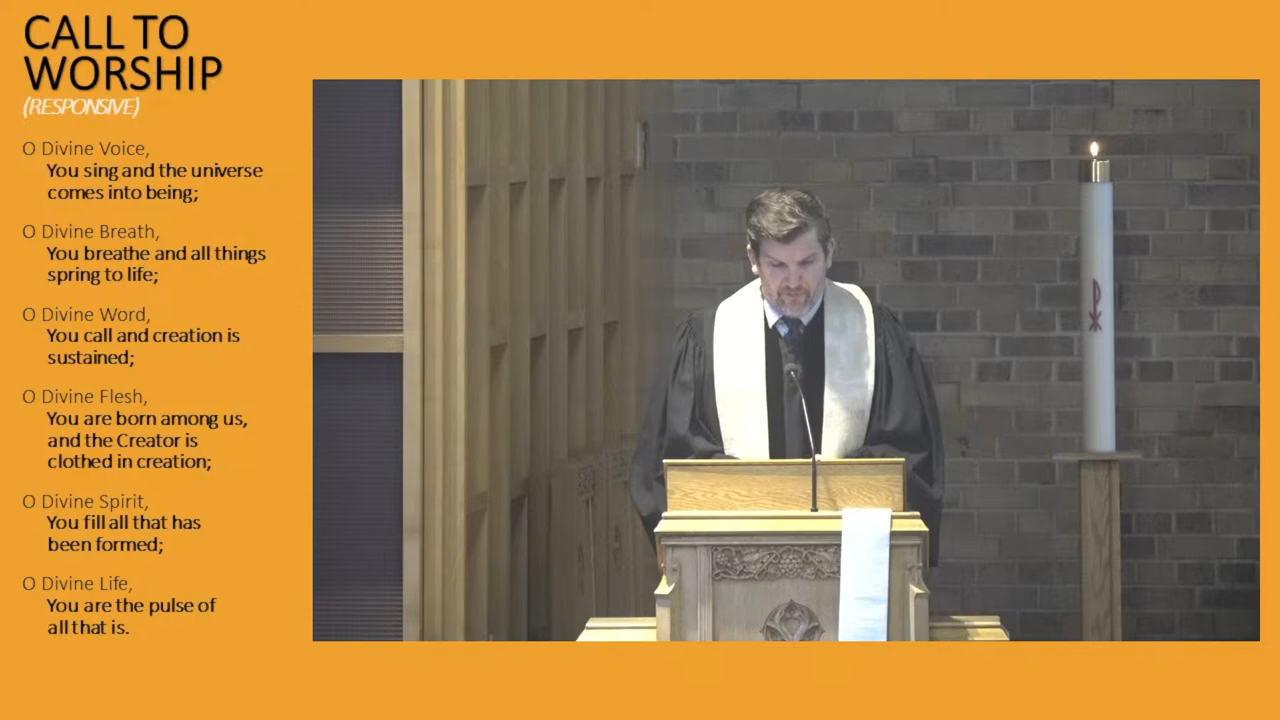 CALL TO
WORSHIP
(RESPONSIVE)
O Divine Voice,
You sing and the universe
comes into being;
O Divine Breath,
You breathe and all things
spring to life;
O Divine Word,
You call and creation is
sustained;
O Divine Flesh,
You are born among us,
and the Creator is
clothed in creation;
O Divine Spirit,
You fill all that has
been formed;
O Divine Life,
You are the pulse of
all that is.